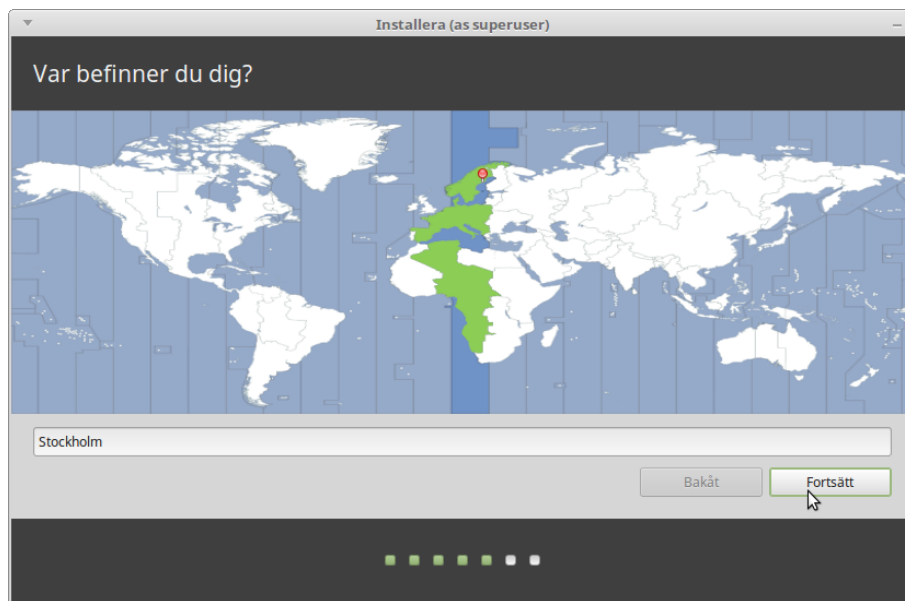 Installera (as superuser)
Var befinner du dig?
Stockholm
Bakåt
Fortsätt